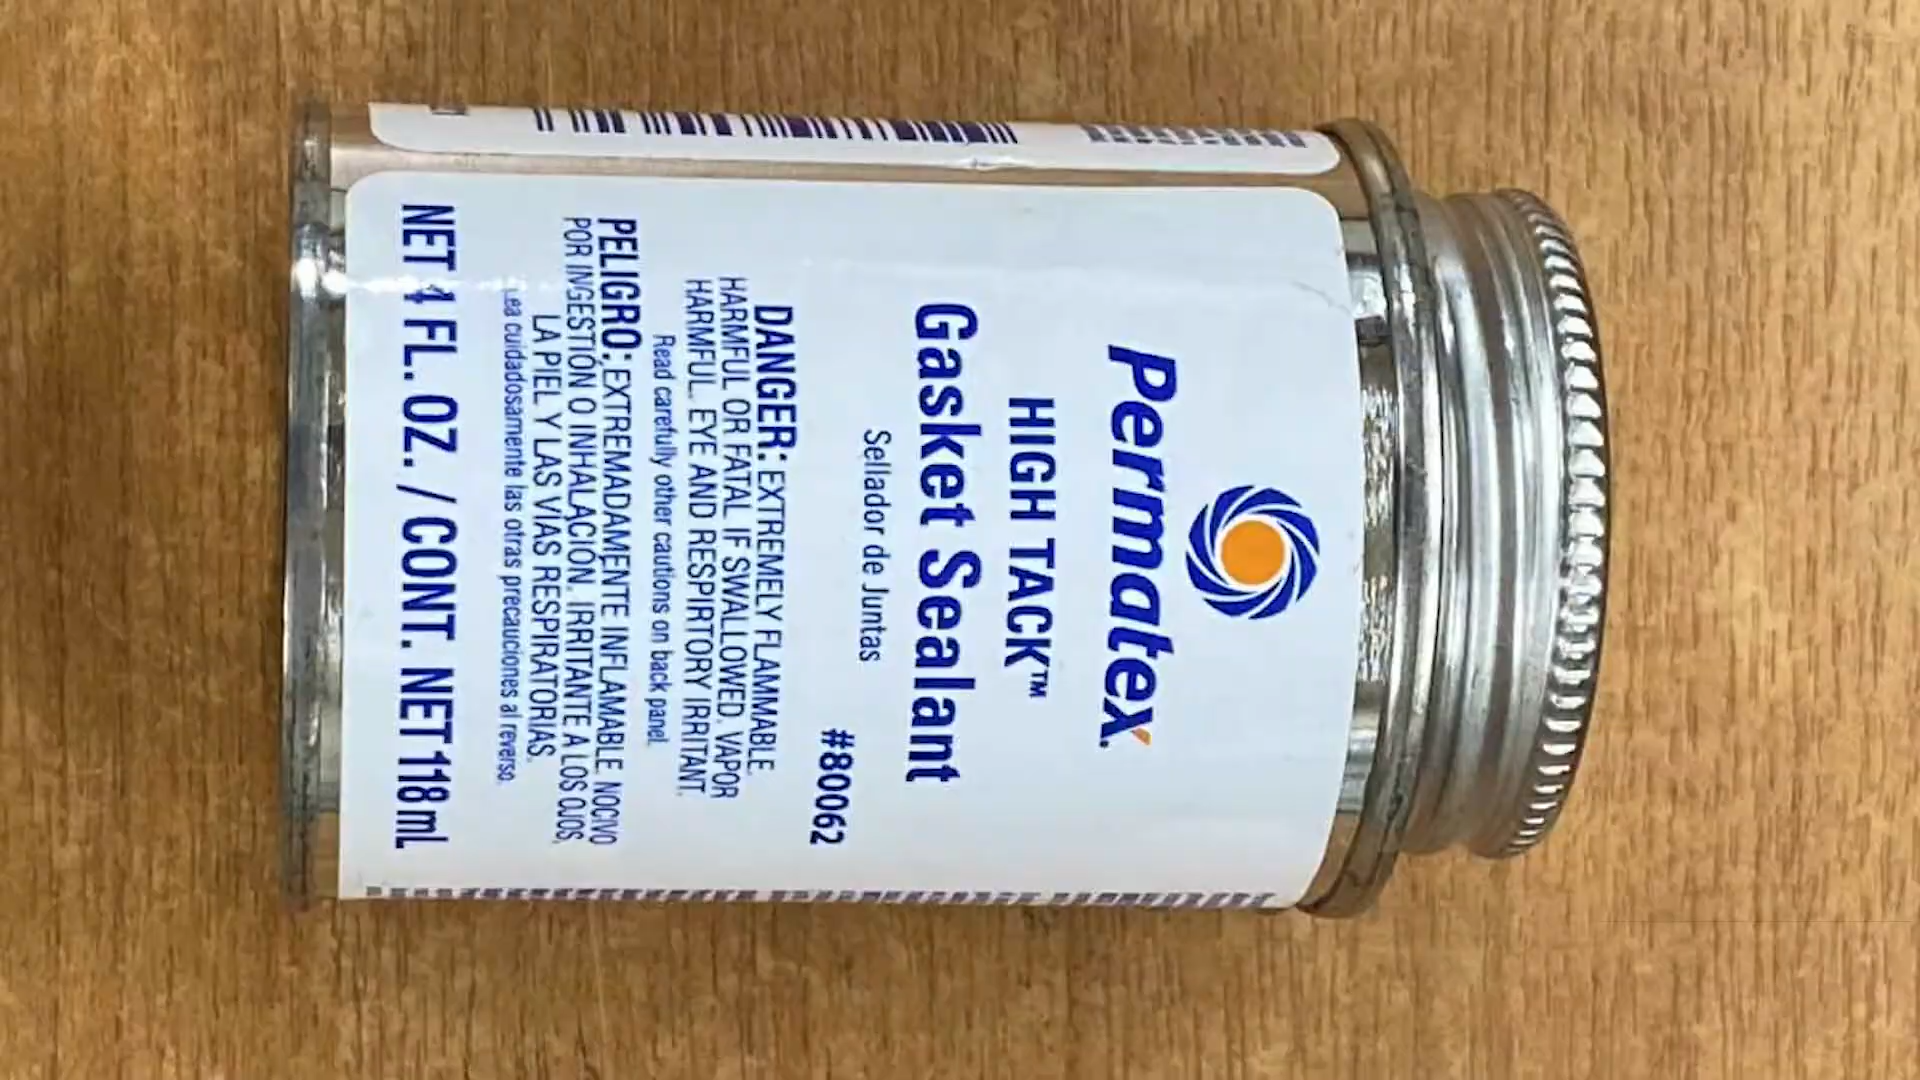 Permatex.
HIGH TACK™
Gasket Sealant
Sellador de Juntas
#80062
DANGER: EXTREMELY FLAMMABLE.
HARMFUL OR FATAL IF SWALLOWED. VAPOR
HARMFUL. EYE AND RESPIRTORY IRRITANT.
Read carefully other cautions on back panel.
PELIGRO: EXTREMADAMENTE INFLAMABLE. NOCIVO
POR INGESTIÓN O INHALACIÓN. IRRITANTE A LOS OJOS,
LA PIEL Y LAS VIAS RESPIRATORIAS.
Lea cuidadosamente las otras precauciones al reverso.
NET 4 FL. OZ. / CONT. NET 118 mL